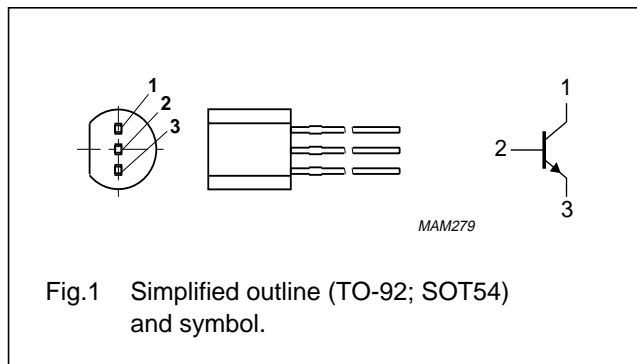 1
2
3
1
2
3
MAM279
Fig.1 Simplified outline (TO-92; SOT54)
and symbol.